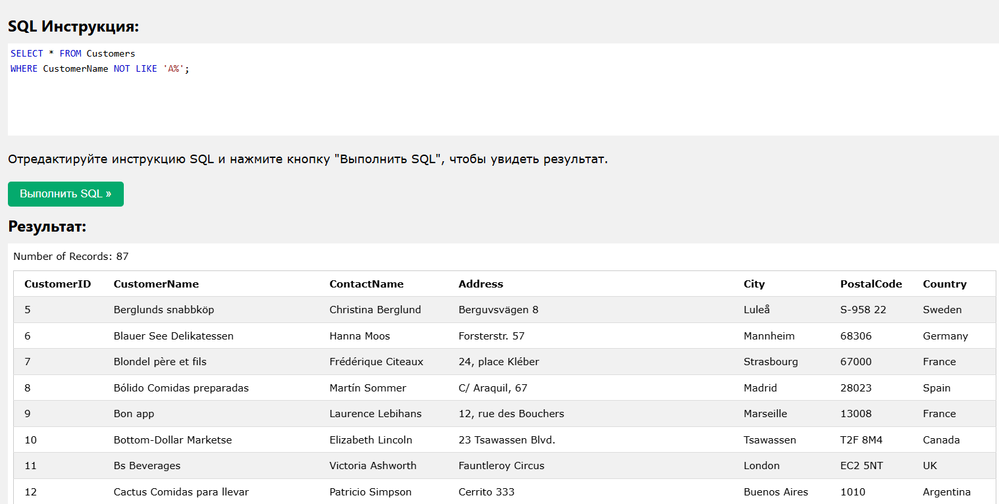 SQL Инструкция:
SELECT * FROM Customers
WHERE CustomerName NOT LIKE 'A%';
Отредактируйте инструкцию SQL и нажмите кнопку "Выполнить SQL", чтобы увидеть результат.
Выполнить SQL »
Результат:
Number of Records: 87
CustomerID CustomerName ContactName Address City PostalCode Country
5 Berglunds snabbköp Christina Berglund Berguvsvägen 8 Luleå S-958 22 Sweden
6 Blauer See Delikatessen Hanna Moos Forsterstr. 57 Mannheim 68306 Germany
7 Blondel père et fils Frédérique Citeaux 24, place Kléber Strasbourg 67000 France
8 Bólido Comidas preparadas Martín Sommer C/ Araquil, 67 Madrid 28023 Spain
9 Bon app Laurence Lebihans 12, rue des Bouchers Marseille 13008 France
10 Bottom-Dollar Marketse Elizabeth Lincoln 23 Tsawassen Blvd. Tsawassen T2F 8M4 Canada
11 Bs Beverages Victoria Ashworth Fauntleroy Circus London EC2 5NT UK
12 Cactus Comidas para llevar Patricio Simpson Cerrito 333 Buenos Aires 1010 Argentina